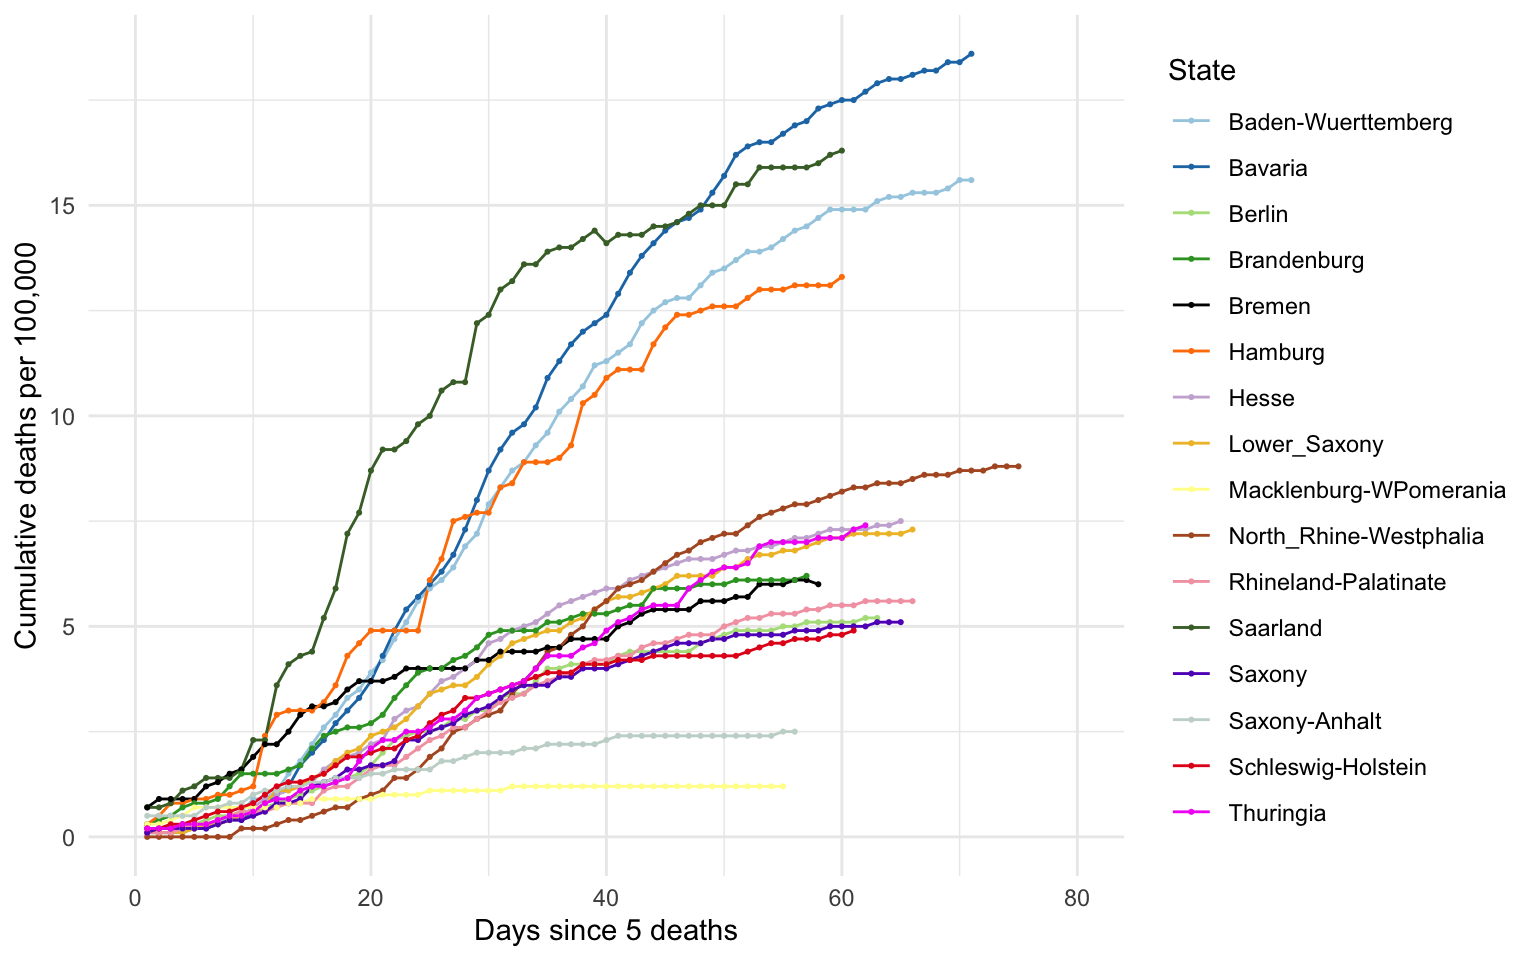 State
Baden-Wuerttemberg
Bavaria
Berlin
Brandenburg
Bremen
Hamburg
Hesse
Lower_Saxony
Macklenburg-WPomerania
North_Rhine-Westphalia
Rhineland-Palatinate
Saarland
Saxony
Saxony-Anhalt
Schleswig-Holstein
Thuringia
Cumulative deaths per 100,000
15
10
5
0
0 20 40 60 80
Days since 5 deaths